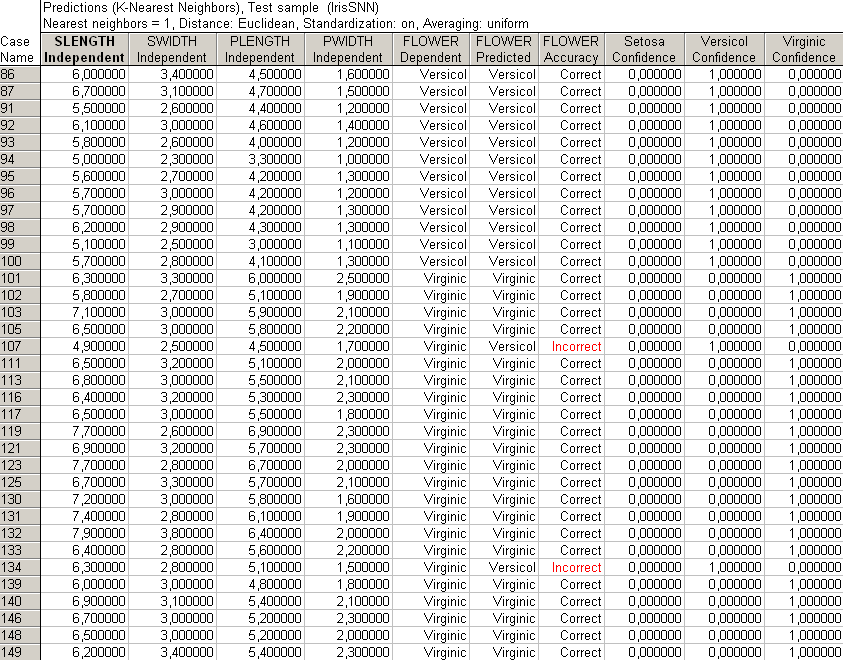 Predictions (K-Nearest Neighbors), Test sample (IrisSNN)
Nearest neighbors = 1, Distance: Euclidean, Standardization: on, Averaging: uniform
Case SLENGTH SWIDTH PLENGTH PWIDTH FLOWER FLOWER FLOWER Setosa Versicol Virginic
Name Independent Independent Independent Independent Dependent Predicted Accuracy Confidence Confidence Confidence
86 6,000000 3,400000 4,500000 1,600000 Versicol Versicol Correct 0,000000 1,000000 0,000000
87 6,700000 3,100000 4,700000 1,500000 Versicol Versicol Correct 0,000000 1,000000 0,000000
91 5,500000 2,600000 4,400000 1,200000 Versicol Versicol Correct 0,000000 1,000000 0,000000
92 6,100000 3,000000 4,600000 1,400000 Versicol Versicol Correct 0,000000 1,000000 0,000000
93 5,800000 2,600000 4,000000 1,200000 Versicol Versicol Correct 0,000000 1,000000 0,000000
94 5,000000 2,300000 3,300000 1,000000 Versicol Versicol Correct 0,000000 1,000000 0,000000
95 5,600000 2,700000 4,200000 1,300000 Versicol Versicol Correct 0,000000 1,000000 0,000000
96 5,700000 3,000000 4,200000 1,200000 Versicol Versicol Correct 0,000000 1,000000 0,000000
97 5,700000 2,900000 4,200000 1,300000 Versicol Versicol Correct 0,000000 1,000000 0,000000
98 6,200000 2,900000 4,300000 1,300000 Versicol Versicol Correct 0,000000 1,000000 0,000000
99 5,100000 2,500000 3,000000 1,100000 Versicol Versicol Correct 0,000000 1,000000 0,000000
100 5,700000 2,800000 4,100000 1,300000 Versicol Versicol Correct 0,000000 1,000000 0,000000
101 6,300000 3,300000 6,000000 2,500000 Virginic Virginic Correct 0,000000 0,000000 1,000000
102 5,800000 2,700000 5,100000 1,900000 Virginic Virginic Correct 0,000000 0,000000 1,000000
103 7,100000 3,000000 5,900000 2,100000 Virginic Virginic Correct 0,000000 0,000000 1,000000
105 6,500000 3,000000 5,800000 2,200000 Virginic Virginic Correct 0,000000 0,000000 1,000000
107 4,900000 2,500000 4,500000 1,700000 Virginic Versicol Incorrect 0,000000 1,000000 0,000000
111 6,500000 3,200000 5,100000 2,000000 Virginic Virginic Correct 0,000000 0,000000 1,000000
113 6,800000 3,000000 5,500000 2,100000 Virginic Virginic Correct 0,000000 0,000000 1,000000
116 6,400000 3,200000 5,300000 2,300000 Virginic Virginic Correct 0,000000 0,000000 1,000000
117 6,500000 3,000000 5,500000 1,800000 Virginic Virginic Correct 0,000000 0,000000 1,000000
119 7,700000 2,600000 6,900000 2,300000 Virginic Virginic Correct 0,000000 0,000000 1,000000
121 6,900000 3,200000 5,700000 2,300000 Virginic Virginic Correct 0,000000 0,000000 1,000000
123 7,700000 2,800000 6,700000 2,000000 Virginic Virginic Correct 0,000000 0,000000 1,000000
125 6,700000 3,300000 5,700000 2,100000 Virginic Virginic Correct 0,000000 0,000000 1,000000
130 7,200000 3,000000 5,800000 1,600000 Virginic Virginic Correct 0,000000 0,000000 1,000000
131 7,400000 2,800000 6,100000 1,900000 Virginic Virginic Correct 0,000000 0,000000 1,000000
132 7,900000 3,800000 6,400000 2,000000 Virginic Virginic Correct 0,000000 0,000000 1,000000
133 6,400000 2,800000 5,600000 2,200000 Virginic Virginic Correct 0,000000 0,000000 1,000000
134 6,300000 2,800000 5,100000 1,500000 Virginic Versicol Incorrect 0,000000 1,000000 0,000000
139 6,000000 3,000000 4,800000 1,800000 Virginic Virginic Correct 0,000000 0,000000 1,000000
140 6,900000 3,100000 5,400000 2,100000 Virginic Virginic Correct 0,000000 0,000000 1,000000
146 6,700000 3,000000 5,200000 2,300000 Virginic Virginic Correct 0,000000 0,000000 1,000000
148 6,500000 3,000000 5,200000 2,000000 Virginic Virginic Correct 0,000000 0,000000 1,000000
149 6,200000 3,400000 5,400000 2,300000 Virginic Virginic Correct 0,000000 0,000000 1,000000